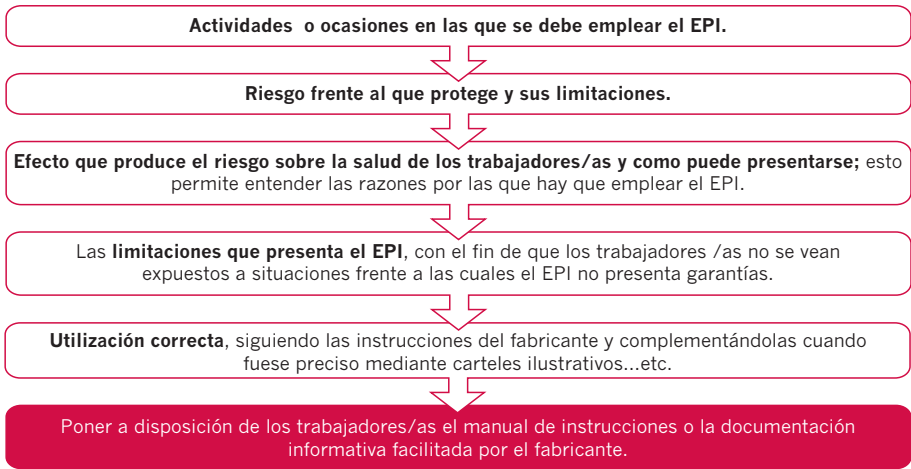 Actividades o ocasiones en las que se debe emplear el EPI.
Riesgo frente al que protege y sus limitaciones.
Efecto que produce el riesgo sobre la salud de los trabajadores/as y como puede presentarse; esto
permite entender las razones por las que hay que emplear el EPI.
Las limitaciones que presenta el EPI, con el fin de que los trabajadores /as no se vean
expuestos a situaciones frente a las cuales el EPI no presenta garantías.
Utilización correcta, siguiendo las instrucciones del fabricante y complementándolas cuando
fuese preciso mediante carteles ilustrativos...etc.
Poner a disposición de los trabajadores/as el manual de instrucciones o la documentación
informativa facilitada por el fabricante.